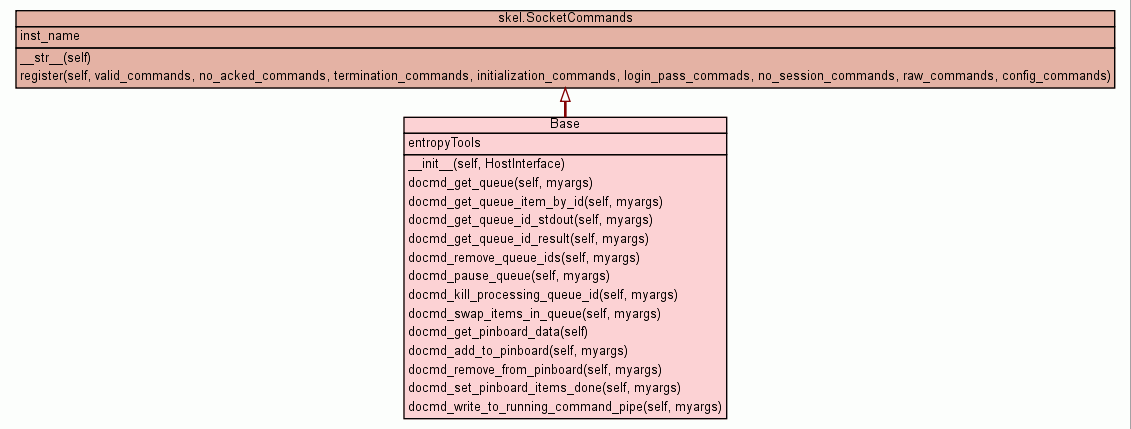 skel.SocketCommands
inst_name
__str__(self)
register(self, valid_commands, no_acked_commands, termination_commands, initialization_commands, login_pass_commads, no_session_commands, raw_commands, config_commands)
Base
entropyTools
__init__(self, HostInterface)
docmd_get_queue(self, myargs)
docmd_get_queue_item_by_id(self, myargs)
docmd_get_queue_id_stdout(self, myargs)
docmd_get_queue_id_result(self, myargs)
docmd_remove_queue_ids(self, myargs)
docmd_pause_queue(self, myargs)
docmd_kill_processing_queue_id(self, myargs)
docmd_swap_items_in_queue(self, myargs)
docmd_get_pinboard_data(self)
docmd_add_to_pinboard(self, myargs)
docmd_remove_from_pinboard(self, myargs)
docmd_set_pinboard_items_done(self, myargs)
docmd_write_to_running_command_pipe(self, myargs)